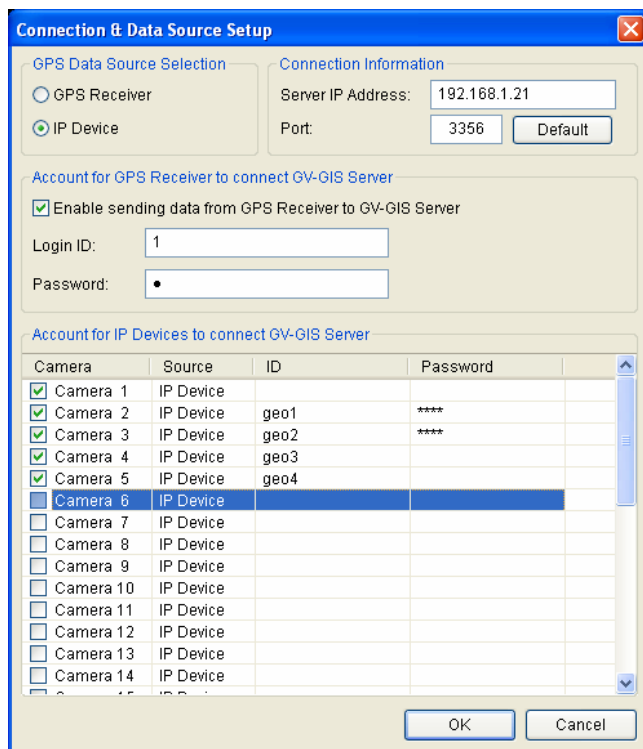 Connection & Data Source Setup
GPS Data Source Selection
GPS Receiver
IP Device
Connection Information
Server IP Address: 192.168.1.21
Port: 3356 Default
Account for GPS Receiver to connect GV-GIS Server
Enable sending data from GPS Receiver to GV-GIS Server
Login ID: 1
Password: •
Account for IP Devices to connect GV-GIS Server
Camera Source ID Password
Camera 1 IP Device
Camera 2 IP Device geo1 ****
Camera 3 IP Device geo2 ****
Camera 4 IP Device geo3
Camera 5 IP Device geo4
Camera 6 IP Device
Camera 7 IP Device
Camera 8 IP Device
Camera 9 IP Device
Camera 10 IP Device
Camera 11 IP Device
Camera 12 IP Device
Camera 13 IP Device
Camera 14 IP Device
OK Cancel